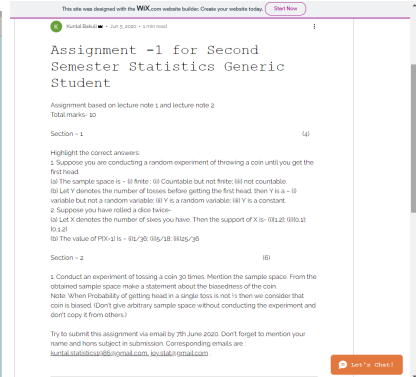 This site was designed with the WiX.com website builder. Create your website today. Start Now
K Kuntal Bakuli · Jun 5, 2020 · 1 min read
Assignment -1 for Second
Semester Statistics Generic
Student
Assignment based on lecture note 1 and lecture note 2
Total marks- 10
Section - 1 (4)
Highlight the correct answers:
1. Suppose you are conducting a random experiment of throwing a coin until you get the
first head.
(a) The sample space is - (i) finite ; (ii) Countable but not finite; (iii) not countable.
(b) Let Y denotes the number of tosses before getting the first head, then Y is a - (i)
variable but not a random variable; (ii) Y is a random variable; (iii) Y is a constant.
2. Suppose you have rolled a dice twice-
(a) Let X denotes the number of sixes you have. Then the support of X is- (i){1,2}; (ii){0,1};
{0,1,2}
(b) The value of P(X=1) is - (i)1/36; (ii)5/18; (iii)25/36
Section - 2 (6)
1. Conduct an experiment of tossing a coin 30 times. Mention the sample space. From the
obtained sample space make a statement about the biasedness of the coin.
Note: When Probability of getting head in a single toss is not ½ then we consider that
coin is biased. (Don't give arbitrary sample space without conducting the experiment and
don't copy it from others.)
Try to submit this assignment via email by 7th June 2020. Don't forget to mention your
name and hons subject in submission. Corresponding emails are :
kuntal.statistics1986@gmail.com, joy.stat@gmail.com .
Let's Chat!